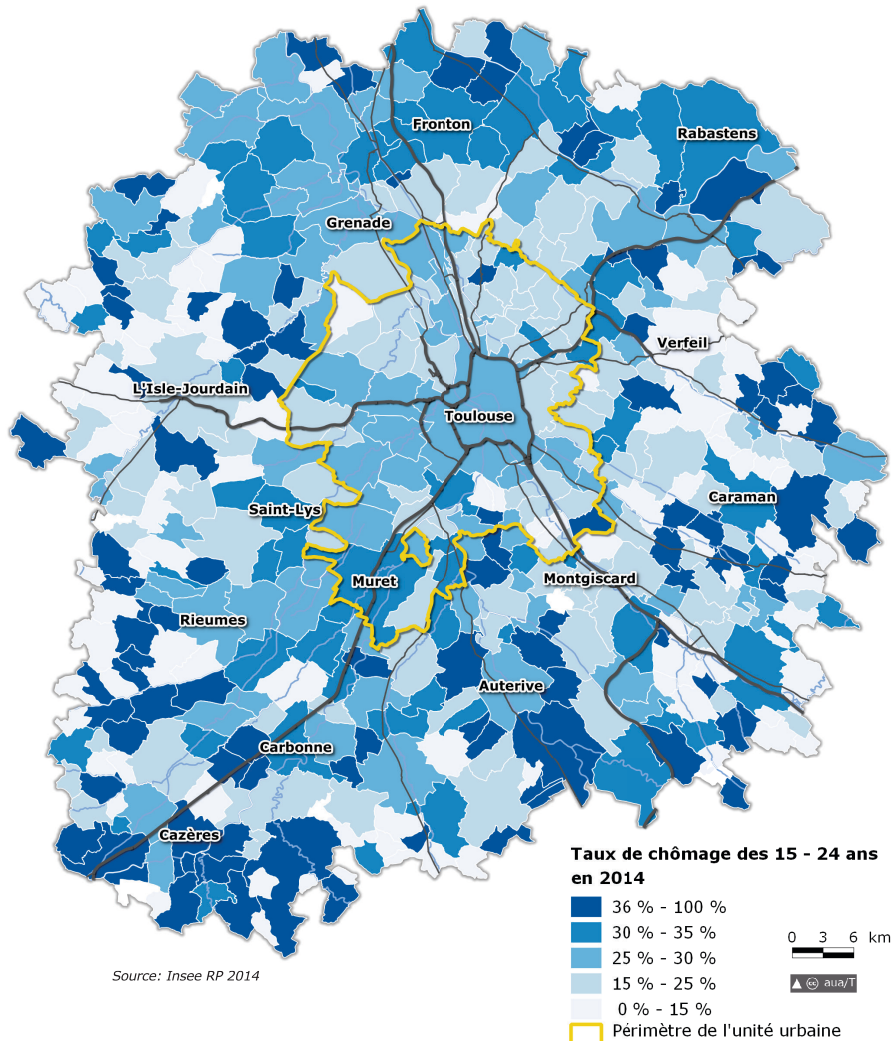 Fronton
Rabastens
Grenade
Verfeil
L'Isle-Jourdain
Toulouse
Caraman
Saint-Lys
Muret
Montgiscard
Rieumes
Auterive
Carbonne
Cazères
Taux de chômage des 15 - 24 ans
en 2014
36 % - 100 %
30 % - 35 %
25 % - 30 %
15 % - 25 %
0 % - 15 %
Périmètre de l'unité urbaine
0 3 6 km
cc aua/T
Source: Insee RP 2014